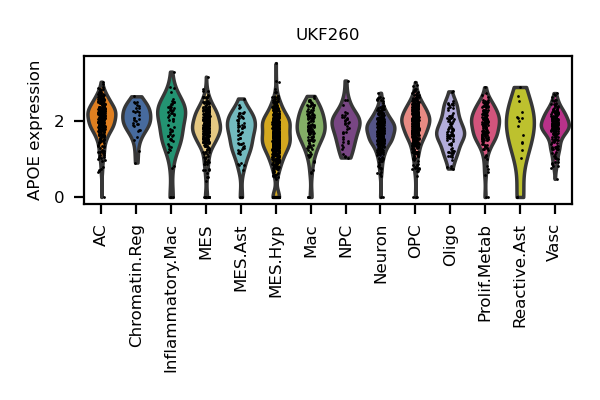 UKF260
APOE expression
2
0
AC
Chromatin.Reg
Inflammatory.Mac
MES
MES.Ast
MES.Hyp
Mac
NPC
Neuron
OPC
Oligo
Prolif.Metab
Reactive.Ast
Vasc